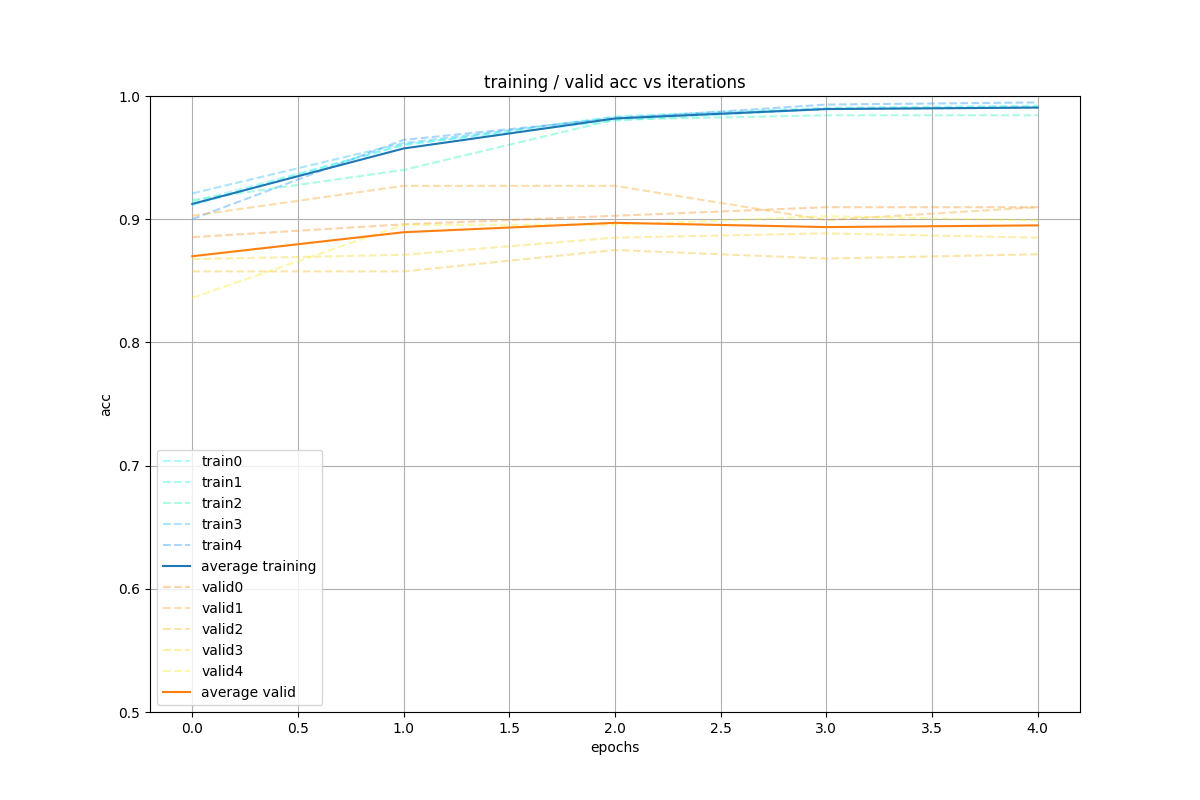 training / valid acc vs iterations
1.0
0.9
0.8
0.7
0.6
0.5
acc
train0
train1
train2
train3
train4
average training
valid0
valid1
valid2
valid3
valid4
average valid
0.0 0.5 1.0 1.5 2.0 2.5 3.0 3.5 4.0
epochs